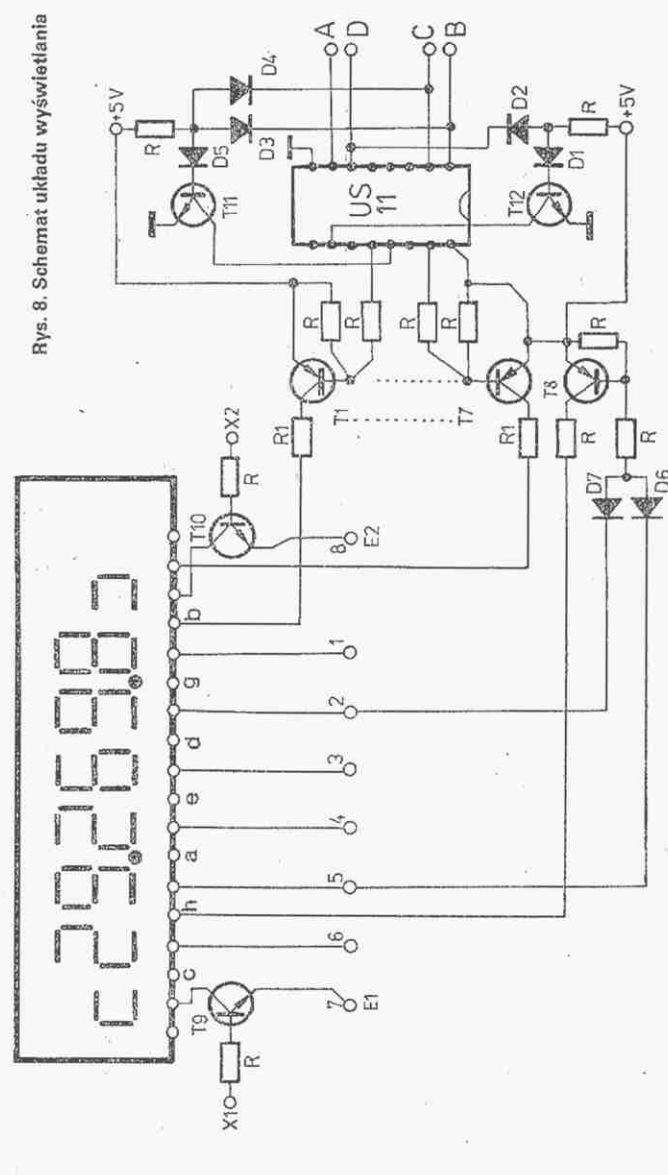 Rys. 8. Schemat układu wyświetlania
+5V
R
D4
D5
D3
T11
A
D
C
B
US
11
D2
D1
T12
R
+5V
R
R
R
R
T1
T7
T8
R1
R1
R
R
R
D7
D6
X2
R
T10
8
E2
b
g
d
e
a
h
c
1
2
3
4
5
6
7
E1
T9
R
X1